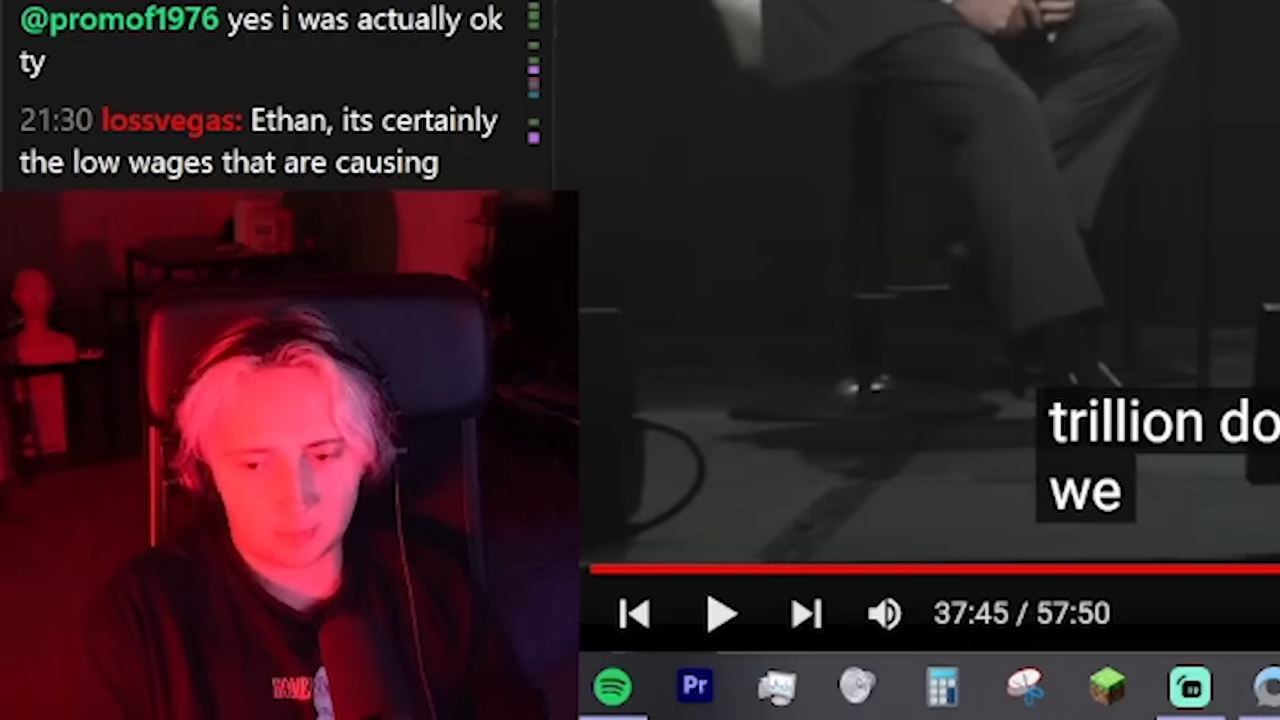 @promof1976 yes i was actually ok
ty
21:30 lossvegas: Ethan, its certainly
the low wages that are causing
trillion do
we
37:45 / 57:50
Pr